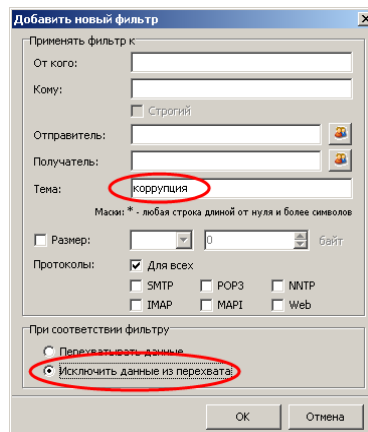 Добавить новый фильтр
Применять фильтр к
От кого:
Кому:
Строгий
Отправитель:
Получатель:
Тема: коррупция
Маски: * - любая строка длиной от нуля и более символов
Размер: 0 байт
Протоколы: Для всех
SMTP POP3 NNTP
IMAP MAPI Web
При соответствии фильтру
Перехватывать данные
Исключить данные из перехвата
OK Отмена